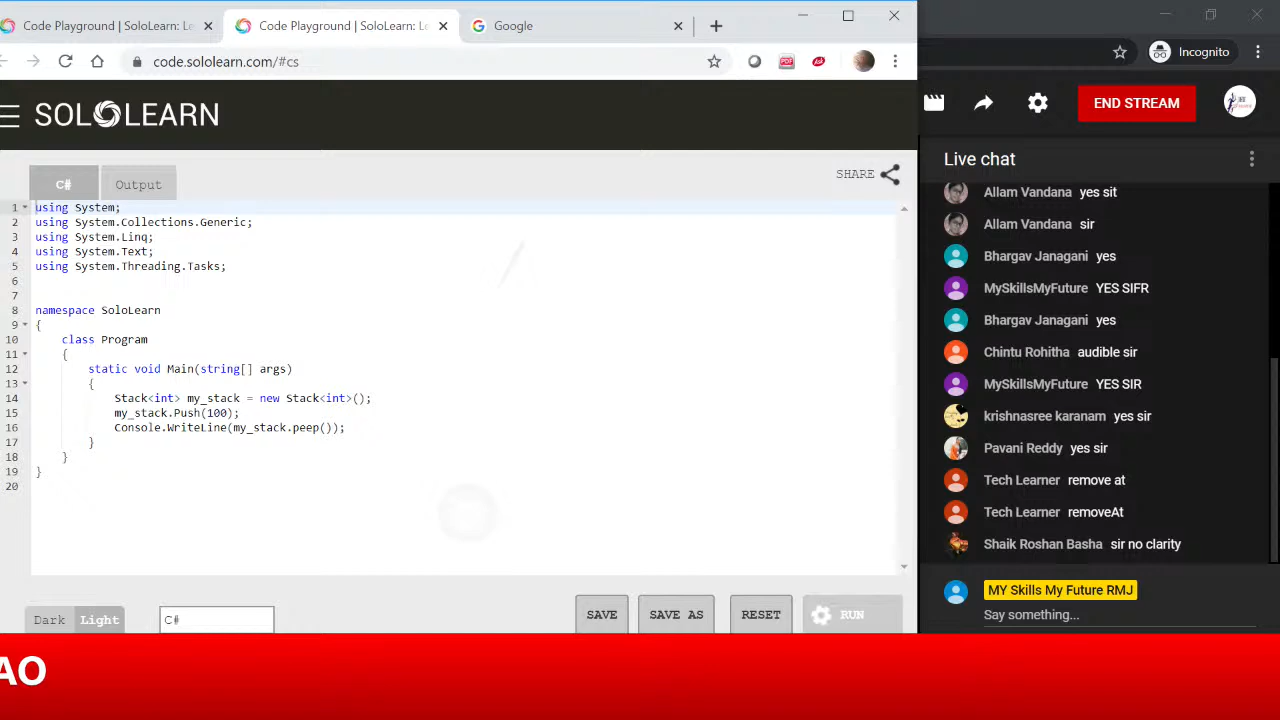 Code Playground | SoloLearn: Le
Code Playground | SoloLearn: Le
Google
code.sololearn.com/#cs
PDF
Ask
Incognito
SOLOLEARN
END STREAM
C#
Output
SHARE
Live chat
1 using System;
2 using System.Collections.Generic;
3 using System.Linq;
4 using System.Text;
5 using System.Threading.Tasks;
6
7
8 namespace SoloLearn
9 {
10 class Program
11 {
12 static void Main(string[] args)
13 {
14 Stack<int> my_stack = new Stack<int>();
15 my_stack.Push(100);
16 Console.WriteLine(my_stack.peep());
17 }
18 }
19 }
20
Allam Vandana yes sit
Allam Vandana sir
Bhargav Janagani yes
MySkillsMyFuture YES SIFR
Bhargav Janagani yes
Chintu Rohitha audible sir
MySkillsMyFuture YES SIR
krishnasree karanam yes sir
Pavani Reddy yes sir
Tech Learner remove at
Tech Learner removeAt
Shaik Roshan Basha sir no clarity
MY Skills My Future RMJ
Say something...
Dark
Light
C#
SAVE
SAVE AS
RESET
RUN
AO